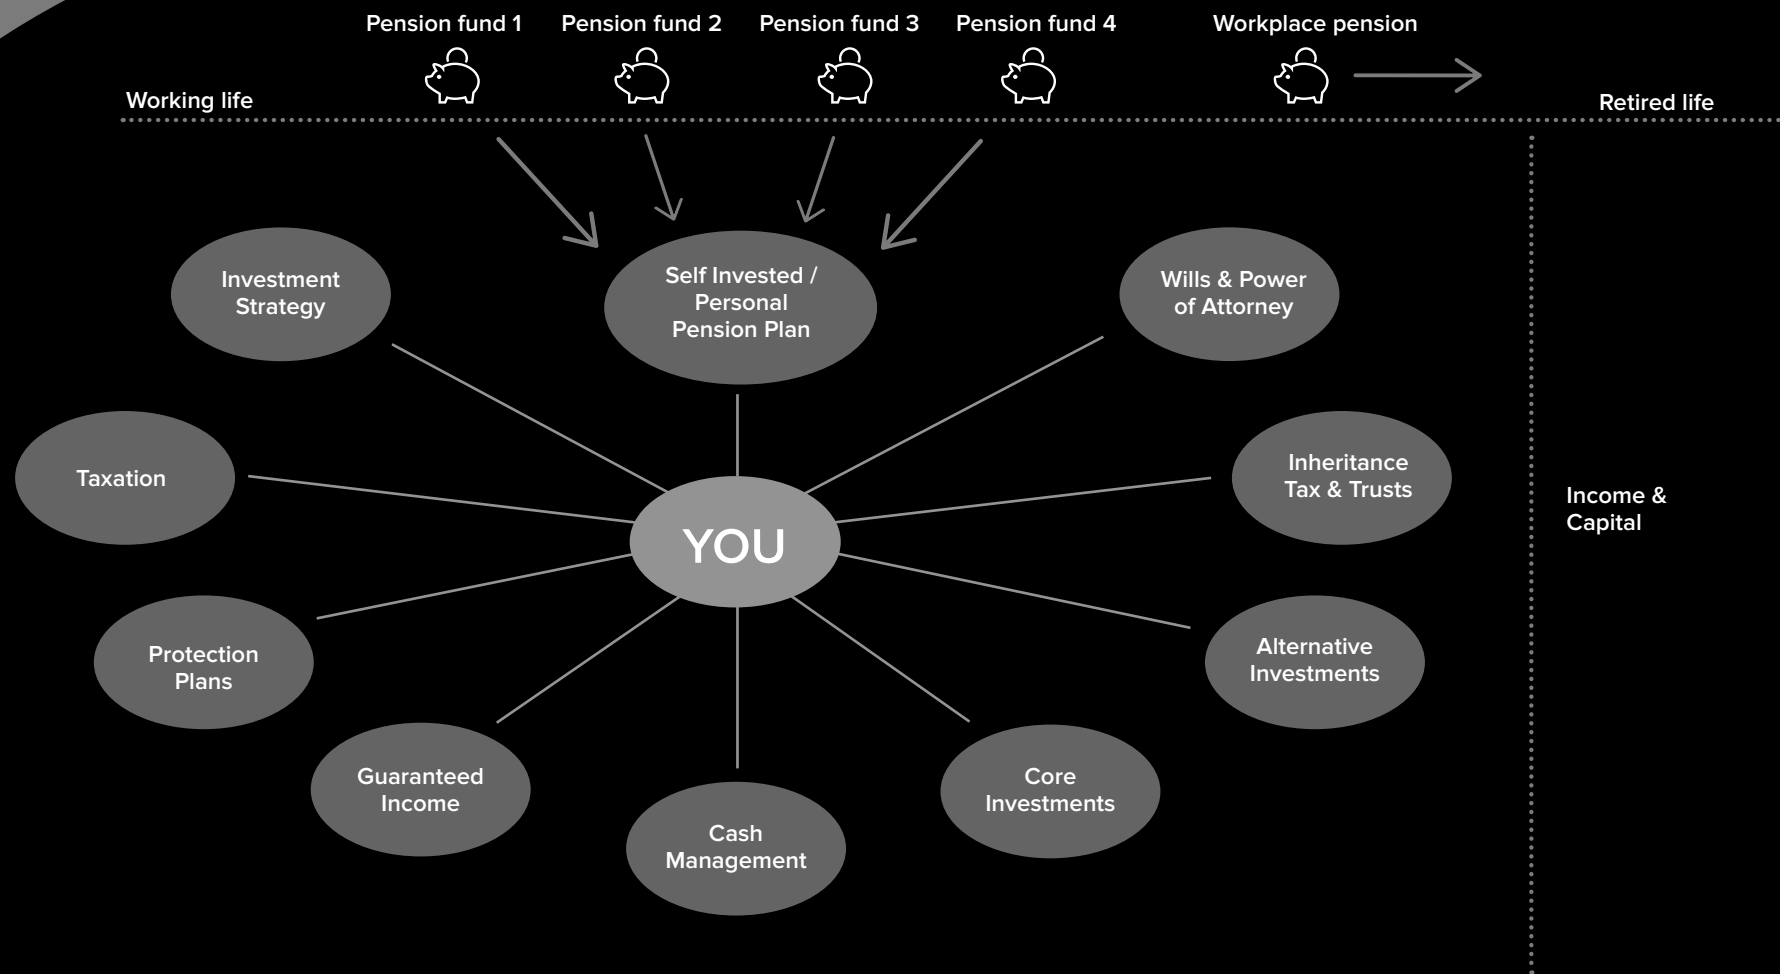 Pension fund 1
Pension fund 2
Pension fund 3
Pension fund 4
Workplace pension
Working life
Retired life
Self Invested /
Personal
Pension Plan
Investment
Strategy
Wills & Power
of Attorney
Taxation
Inheritance
Tax & Trusts
Income &
Capital
YOU
Protection
Plans
Alternative
Investments
Guaranteed
Income
Core
Investments
Cash
Management